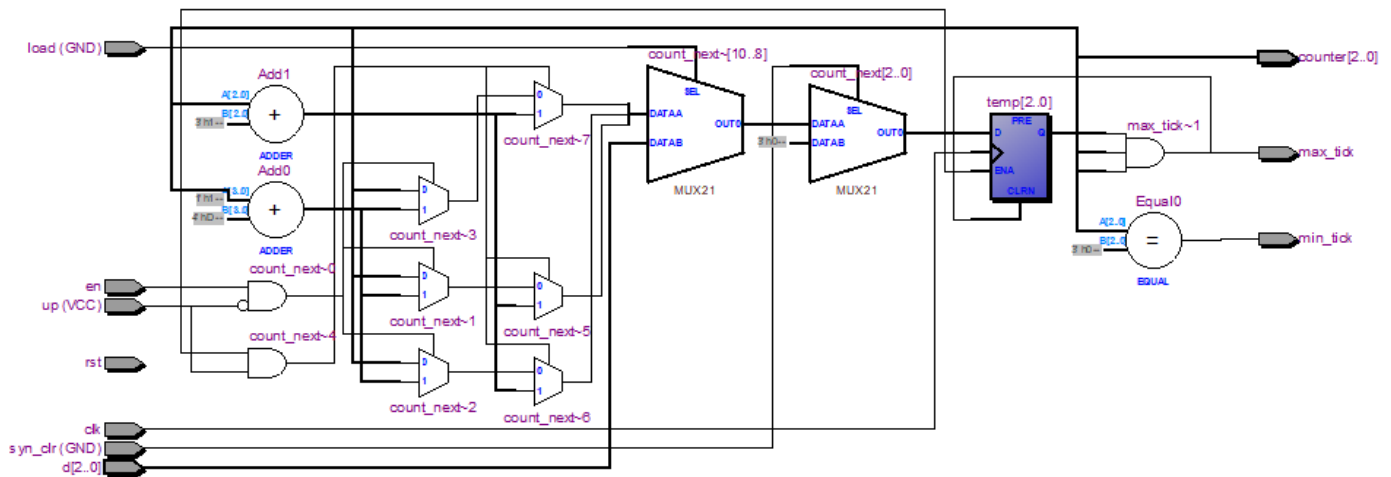 load (GND)
Add1
A[2..0]
B[2..0]
3' h1--
+
ADDER
Add0
A[3..0]
1' h1--
B[3..0]
4' h0--
+
ADDER
count_next~0
en
up (VCC)
count_next~4
rst
clk
syn_clr (GND)
d[2..0]
0
1
count_next~7
0
1
count_next~3
0
1
count_next~1
0
1
count_next~5
0
1
count_next~2
0
1
count_next~6
count_next~[10..8]
SEL
DATAA
OUT0
DATAB
MUX21
count_next[2..0]
SEL
DATAA
OUT0
3' h0--
DATAB
MUX21
temp[2..0]
PRE
D
Q
ENA
CLRN
max_tick~1
Equal0
A[2..0]
B[2..0]
3' h0--
=
EQUAL
counter[2..0]
max_tick
min_tick